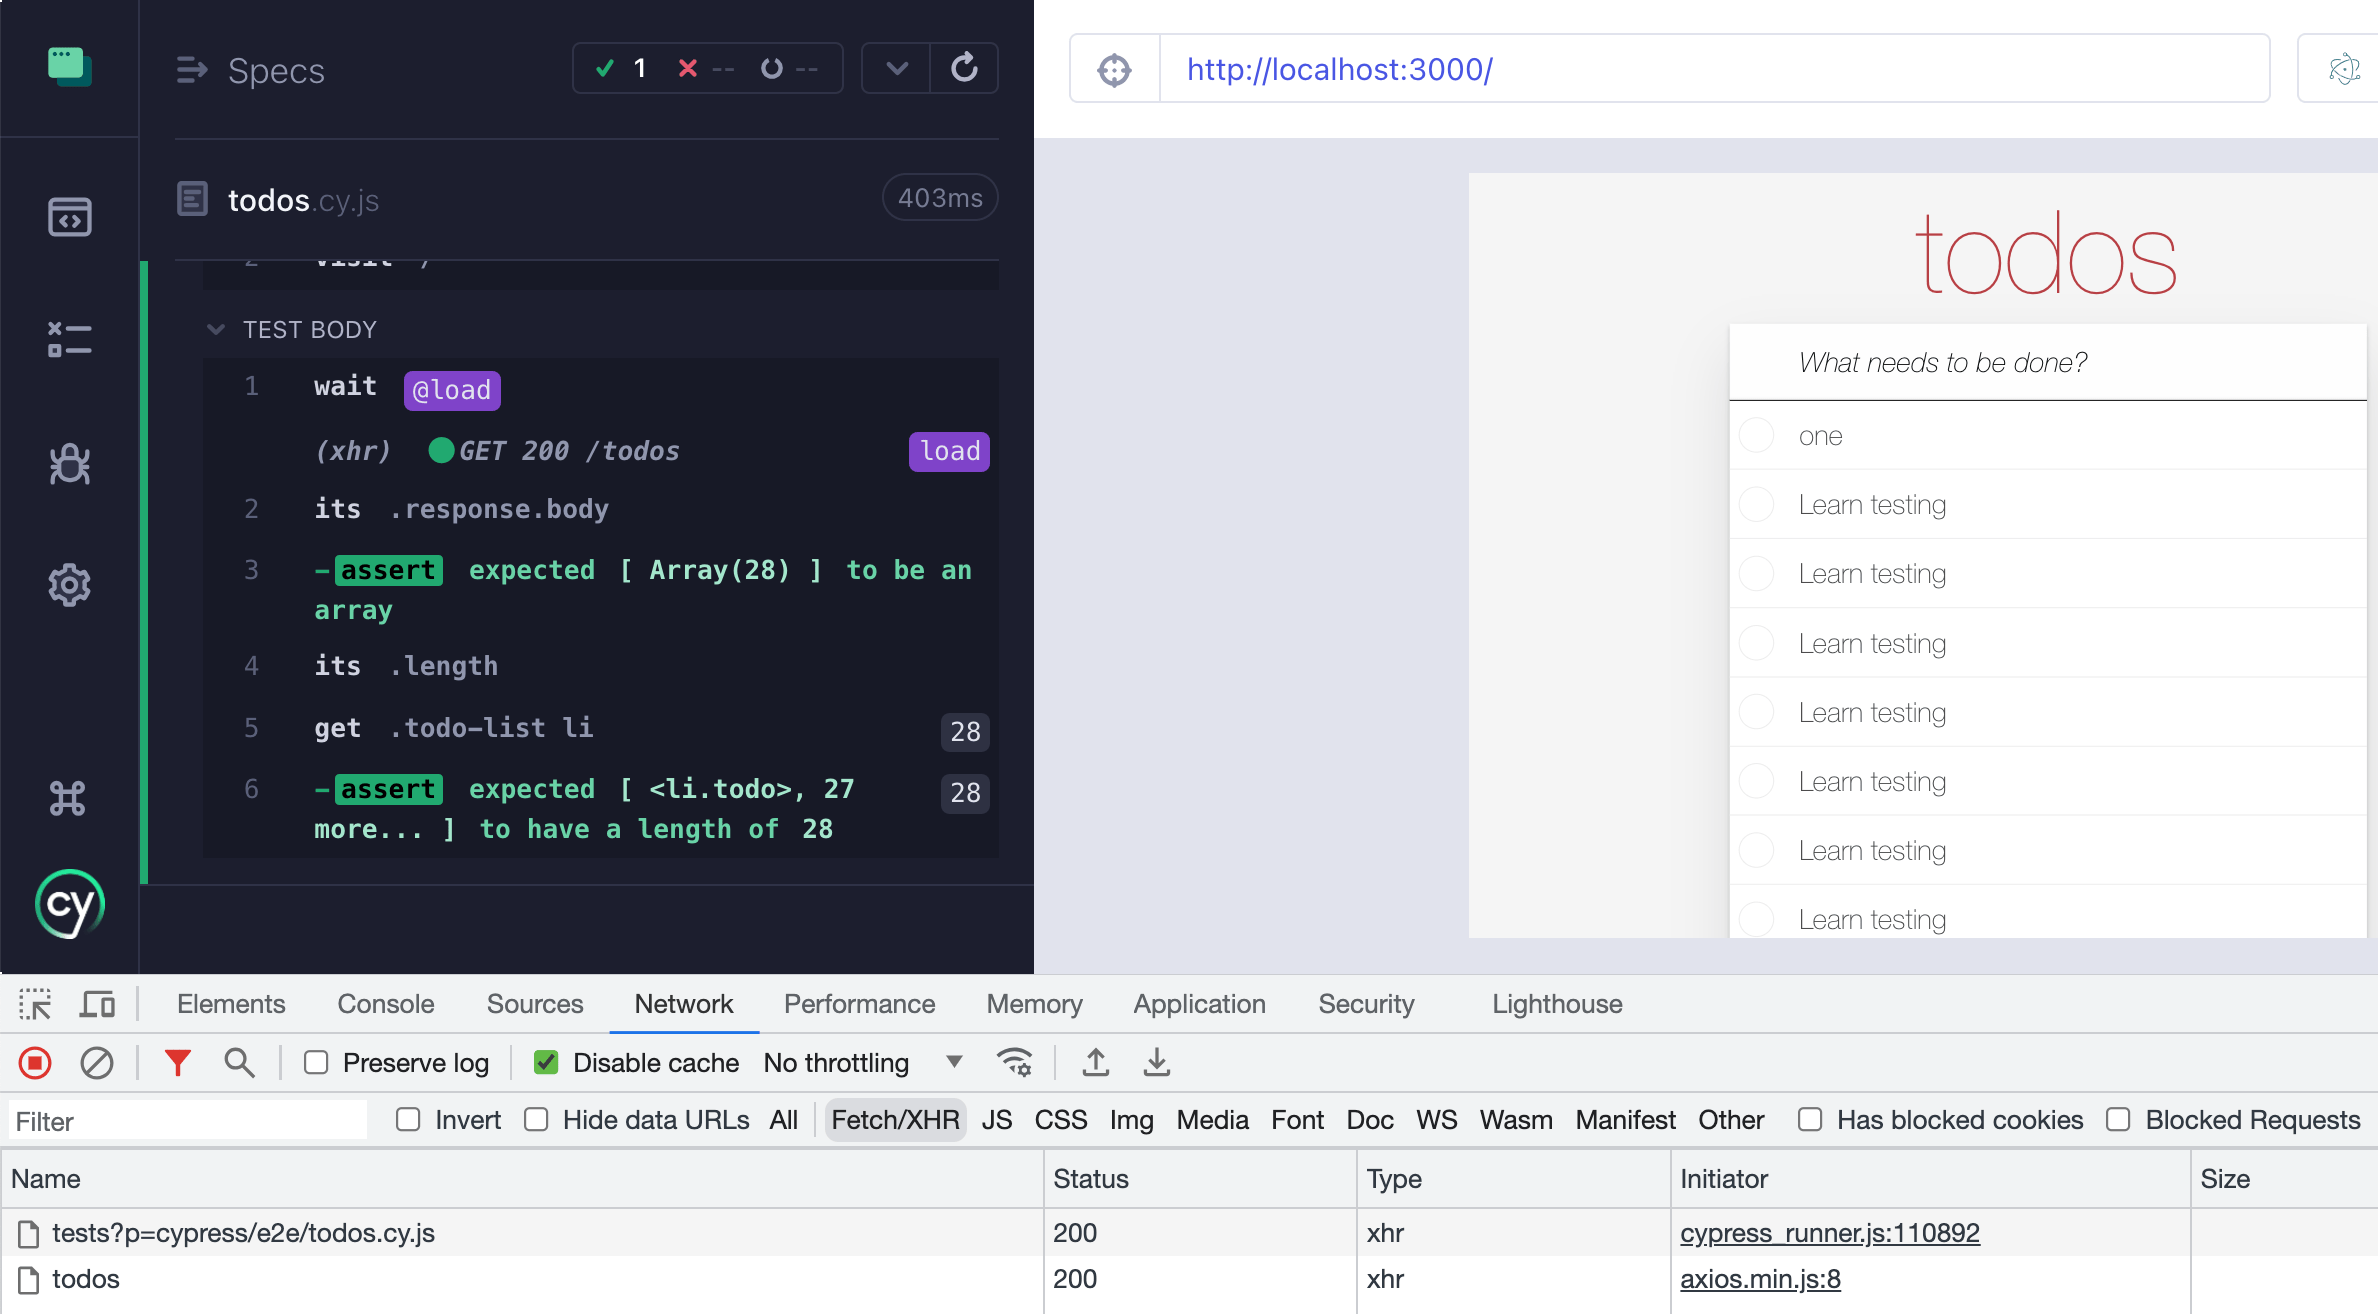 Specs
1
--
--
http://localhost:3000/
todos.cy.js
403ms
2 visit /
TEST BODY
1 wait @load
(xhr) GET 200 /todos load
2 its .response.body
3 -assert expected [ Array(28) ] to be an
array
4 its .length
5 get .todo-list li 28
6 -assert expected [ <li.todo>, 27 28
more... ] to have a length of 28
cy
todos
What needs to be done?
one
Learn testing
Learn testing
Learn testing
Learn testing
Learn testing
Learn testing
Learn testing
Elements Console Sources Network Performance Memory Application Security Lighthouse
Preserve log Disable cache No throttling
Filter Invert Hide data URLs All Fetch/XHR JS CSS Img Media Font Doc WS Wasm Manifest Other Has blocked cookies Blocked Requests
Name Status Type Initiator Size
tests?p=cypress/e2e/todos.cy.js 200 xhr cypress_runner.js:110892
todos 200 xhr axios.min.js:8